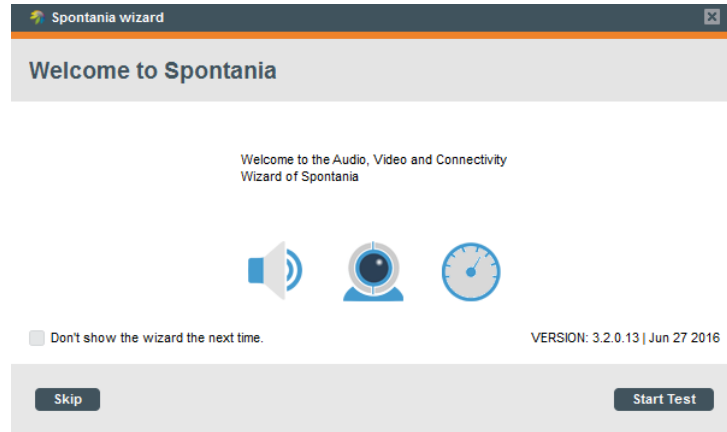 Spontania wizard
Welcome to Spontania
Welcome to the Audio, Video and Connectivity
Wizard of Spontania
Don't show the wizard the next time.
VERSION: 3.2.0.13 | Jun 27 2016
Skip
Start Test